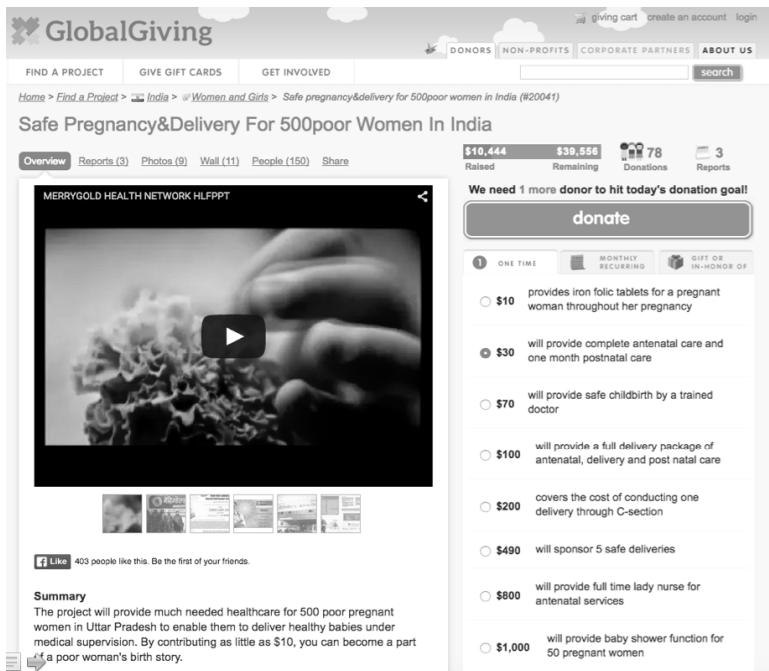 giving cart create an account login
GlobalGiving
DONORS NON-PROFITS CORPORATE PARTNERS ABOUT US
FIND A PROJECT GIVE GIFT CARDS GET INVOLVED
search
Home > Find a Project > India > Women and Girls > Safe pregnancy&delivery for 500poor women in India (#20041)
Safe Pregnancy&Delivery For 500poor Women In India
Overview Reports (3) Photos (9) Wall (11) People (150) Share
MERRYGOLD HEALTH NETWORK HLFPPT
Summary
The project will provide much needed healthcare for 500 poor pregnant
women in Uttar Pradesh to enable them to deliver healthy babies under
medical supervision. By contributing as little as $10, you can become a part
of a poor woman's birth story.
Like 403 people like this. Be the first of your friends.
$10,444 $39,556 78 3
Raised Remaining Donations Reports
We need 1 more donor to hit today's donation goal!
donate
1 ONE TIME
MONTHLY
RECURRING
GIFT OR
IN-HONOR OF
$10 provides iron folic tablets for a pregnant
woman throughout her pregnancy
$30 will provide complete antenatal care and
one month postnatal care
$70 will provide safe childbirth by a trained
doctor
$100 will provide a full delivery package of
antenatal, delivery and post natal care
$200 covers the cost of conducting one
delivery through C-section
$490 will sponsor 5 safe deliveries
$800 will provide full time lady nurse for
antenatal services
$1,000 will provide baby shower function for
50 pregnant women